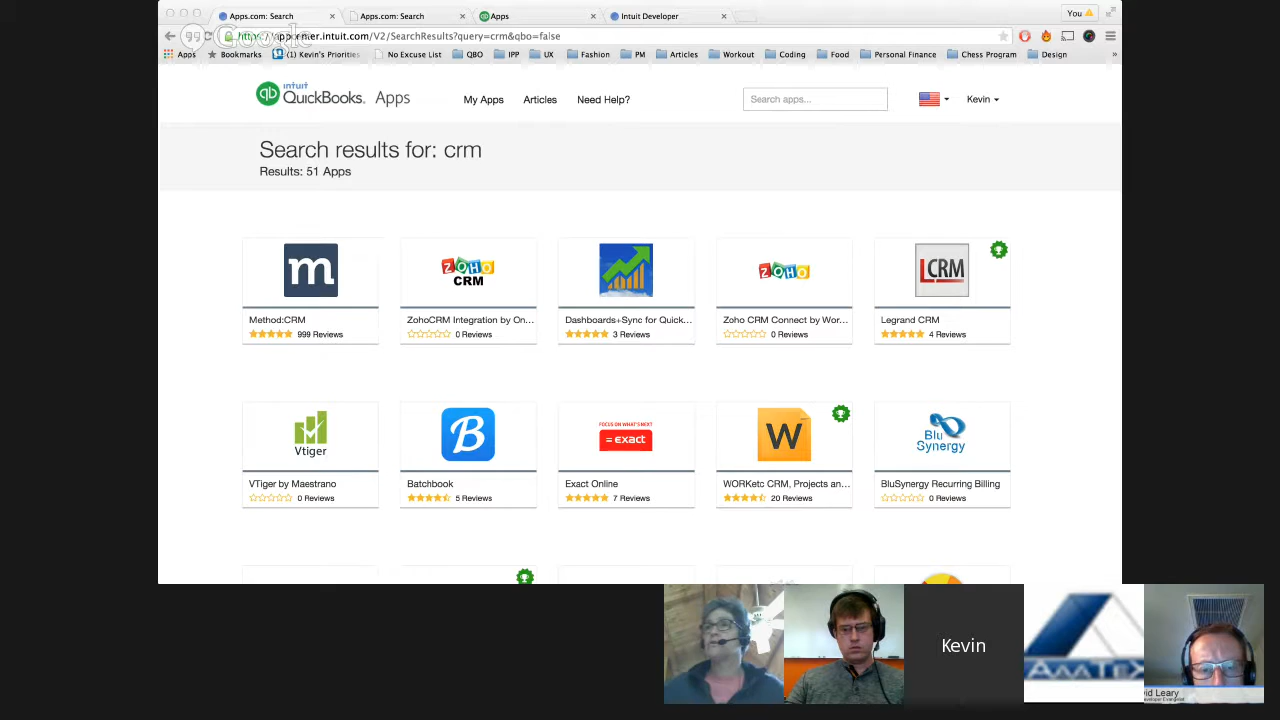 Apps.com: Search
Apps.com: Search
Apps
Intuit Developer
You
Google
.intuit.com/V2/SearchResults?query=crm&qbo=false
Apps
Bookmarks
(1) Kevin's Priorities
No Excuse List
QBO
IPP
UX
Fashion
PM
Articles
Workout
Coding
Food
Personal Finance
Chess Program
Design
»
intuit
qb QuickBooks. Apps
My Apps
Articles
Need Help?
Search apps...
Kevin
Search results for: crm
Results: 51 Apps
m
ZOHO
CRM
ZOHO
LCRM
Method:CRM
ZohoCRM Integration by On...
Dashboards+Sync for Quick...
Zoho CRM Connect by Wor...
Legrand CRM
999 Reviews
0 Reviews
3 Reviews
0 Reviews
4 Reviews
Vtiger
B
FOCUS ON WHAT'S NEXT
= exact
W
Blu
Synergy
VTiger by Maestrano
Batchbook
Exact Online
WORKetc CRM, Projects an...
BluSynergy Recurring Billing
0 Reviews
5 Reviews
7 Reviews
20 Reviews
0 Reviews
Kevin
vid Leary
Developer Evangelist